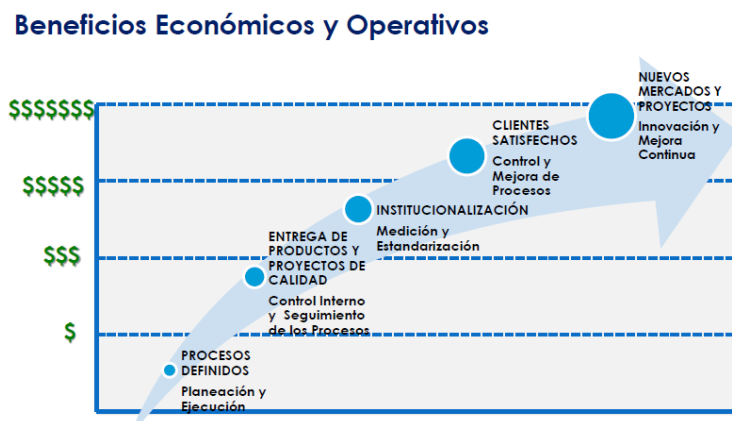 Beneficios Económicos y Operativos
$$$$$$$
$$$$$
$$$
$
NUEVOS
MERCADOS Y
PROYECTOS
Innovación y
Mejora
Continua
CLIENTES
SATISFECHOS
Control y
Mejora de
Procesos
INSTITUCIONALIZACIÓN
Medición y
Estandarización
ENTREGA DE
PRODUCTOS Y
PROYECTOS DE
CALIDAD
Control Interno
y Seguimiento
de los Procesos
PROCESOS
DEFINIDOS
Planeación y
Ejecución